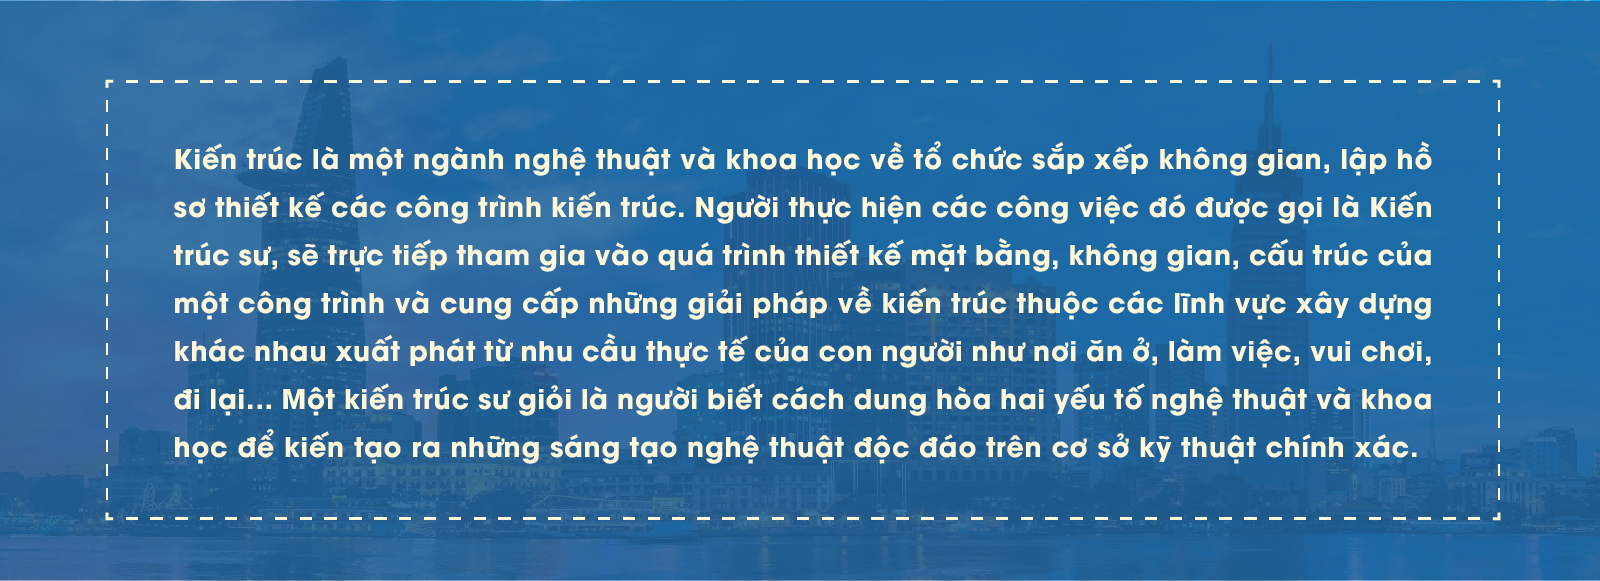 Kiến trúc là một ngành nghệ thuật và khoa học về tổ chức sắp xếp không gian, lập hồ
sơ thiết kế các công trình kiến trúc. Người thực hiện các công việc đó được gọi là Kiến
trúc sư, sẽ trực tiếp tham gia vào quá trình thiết kế mặt bằng, không gian, cấu trúc của
một công trình và cung cấp những giải pháp về kiến trúc thuộc các lĩnh vực xây dựng
khác nhau xuất phát từ nhu cầu thực tế của con người như nơi ăn ở, làm việc, vui chơi,
đi lại... Một kiến trúc sư giỏi là người biết cách dung hòa hai yếu tố nghệ thuật và khoa
học để kiến tạo ra những sáng tạo nghệ thuật độc đáo trên cơ sở kỹ thuật chính xác.